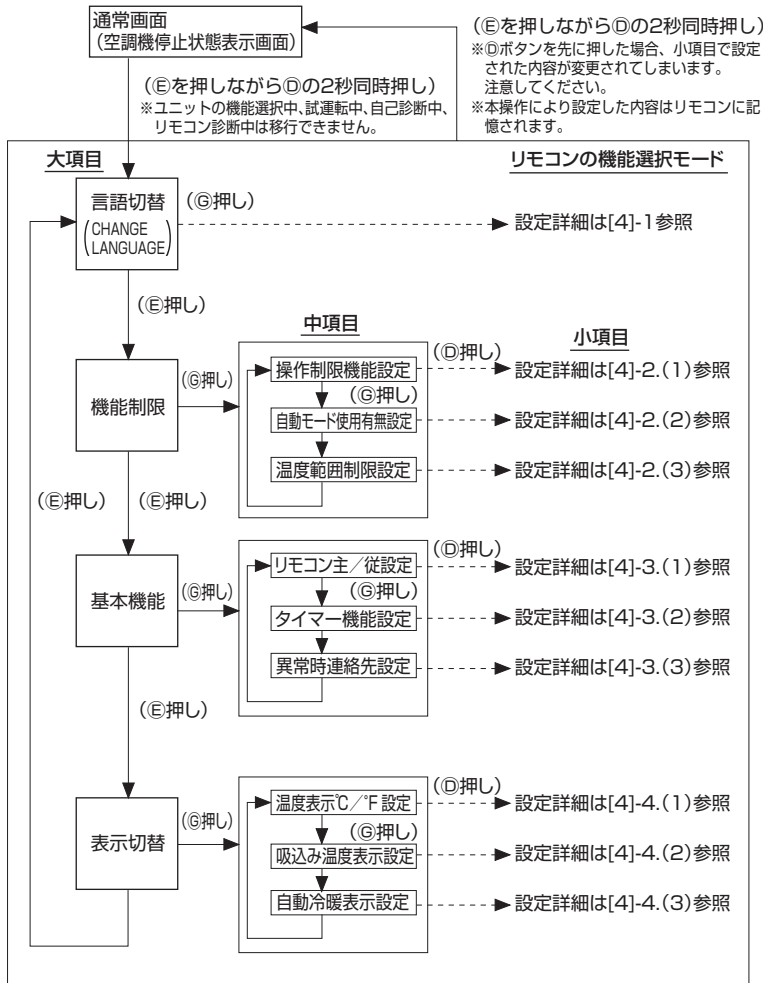 通常画面
(空調機停止状態表示画面)
(Ⓔを押しながらⒹの2秒同時押し)
※Ⓓボタンを先に押した場合、小項目で設定
された内容が変更されてしまいます。
注意してください。
※本操作により設定した内容はリモコンに記
憶されます。
(Ⓔを押しながらⒹの2秒同時押し)
※ユニットの機能選択中、試運転中、自己診断中、
リモコン診断中は移行できません。
大項目
リモコンの機能選択モード
言語切替
(CHANGE
LANGUAGE)
(Ⓖ押し)
設定詳細は[4]-1参照
(Ⓔ押し)
中項目
小項目
機能制限
(Ⓖ押し)
操作制限機能設定
(Ⓓ押し)
設定詳細は[4]-2.(1)参照
(Ⓖ押し)
自動モード使用有無設定
設定詳細は[4]-2.(2)参照
温度範囲制限設定
設定詳細は[4]-2.(3)参照
(Ⓔ押し)
(Ⓔ押し)
基本機能
(Ⓖ押し)
リモコン主/従設定
(Ⓓ押し)
設定詳細は[4]-3.(1)参照
(Ⓖ押し)
タイマー機能設定
設定詳細は[4]-3.(2)参照
異常時連絡先設定
設定詳細は[4]-3.(3)参照
(Ⓔ押し)
表示切替
(Ⓖ押し)
温度表示℃/°F 設定
(Ⓓ押し)
設定詳細は[4]-4.(1)参照
(Ⓖ押し)
吸込み温度表示設定
設定詳細は[4]-4.(2)参照
自動冷暖表示設定
設定詳細は[4]-4.(3)参照